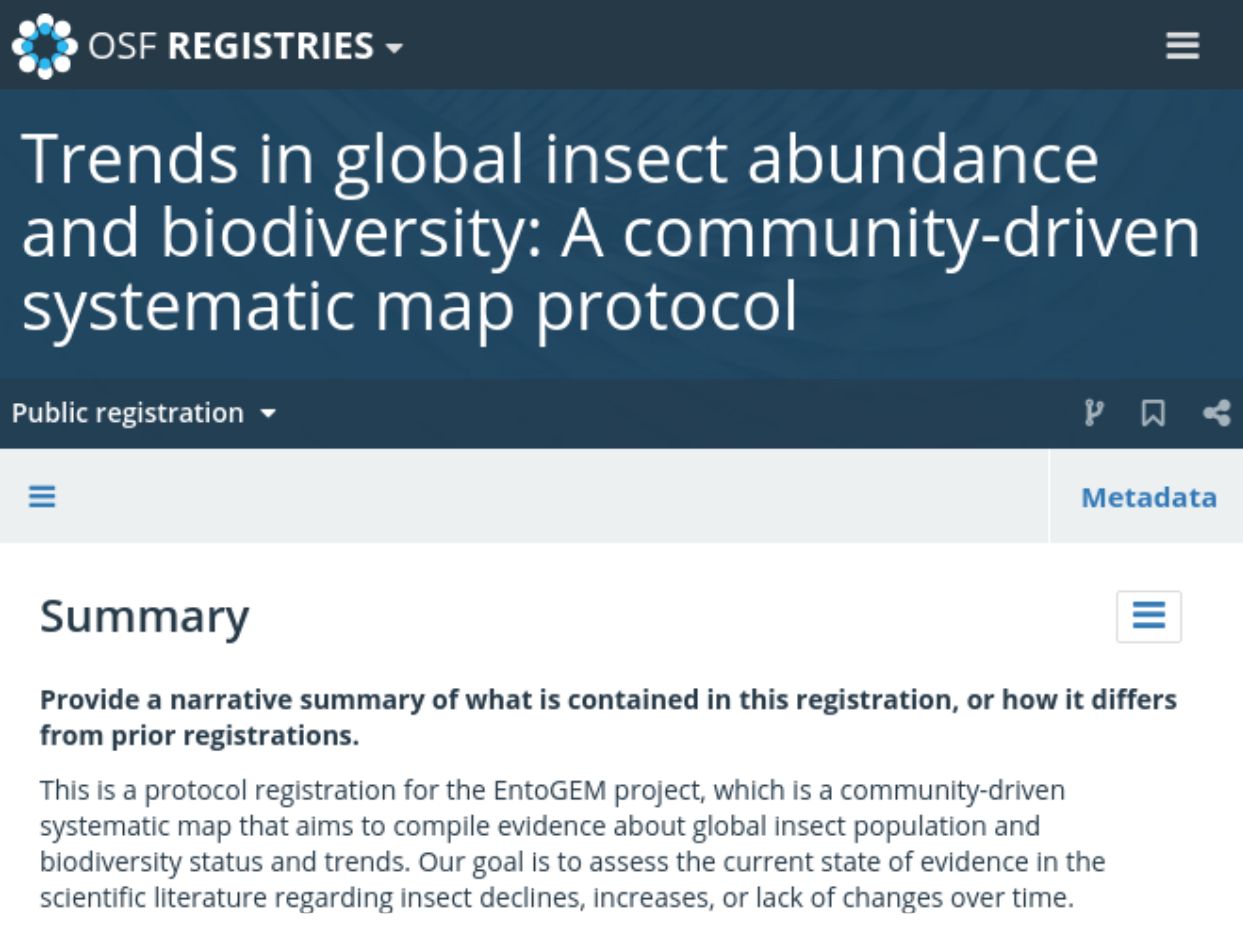 OSF REGISTRIES
Trends in global insect abundance
and biodiversity: A community-driven
systematic map protocol
Public registration
Metadata
Summary
Provide a narrative summary of what is contained in this registration, or how it differs
from prior registrations.
This is a protocol registration for the EntoGEM project, which is a community-driven
systematic map that aims to compile evidence about global insect population and
biodiversity status and trends. Our goal is to assess the current state of evidence in the
scientific literature regarding insect declines, increases, or lack of changes over time.